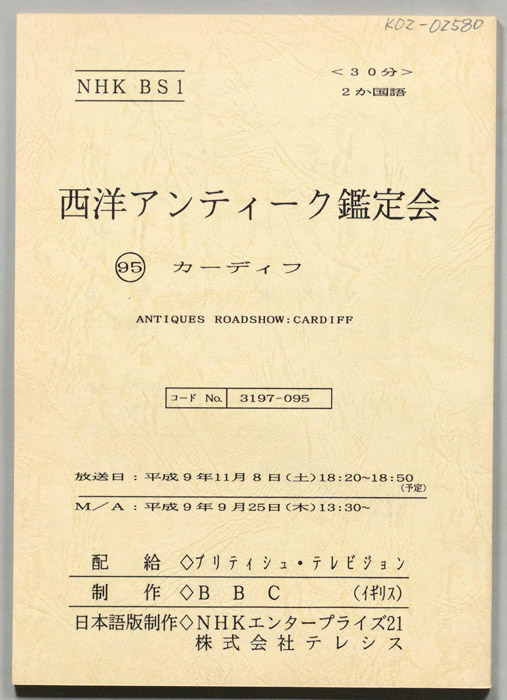 KDZ-02580
NHK BS1
<30分>
2か国語
西洋アンティーク鑑定会
95 カーディフ
ANTIQUES ROADSHOW:CARDIFF
コード No. 3197-095
放送日:平成9年11月8日(土)18:20~18:50
(予定)
M/A:平成9年9月25日(木)13:30~
配給◇ブリティシュ・テレビジョン
制作◇BBC (イギリス)
日本語版制作◇NHKエンタープライズ21
株式会社テレシス